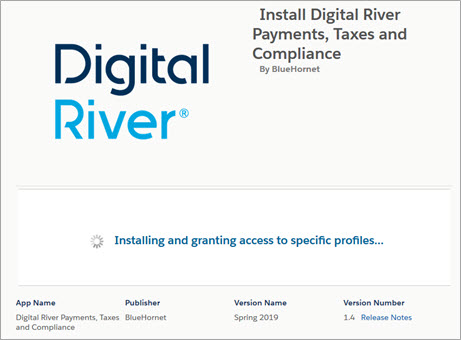 Install Digital River
Payments, Taxes and
Compliance
By BlueHornet
Digital
River®
Installing and granting access to specific profiles...
App Name
Digital River Payments, Taxes
and Compliance
Publisher
BlueHornet
Version Name
Spring 2019
Version Number
1.4 Release Notes